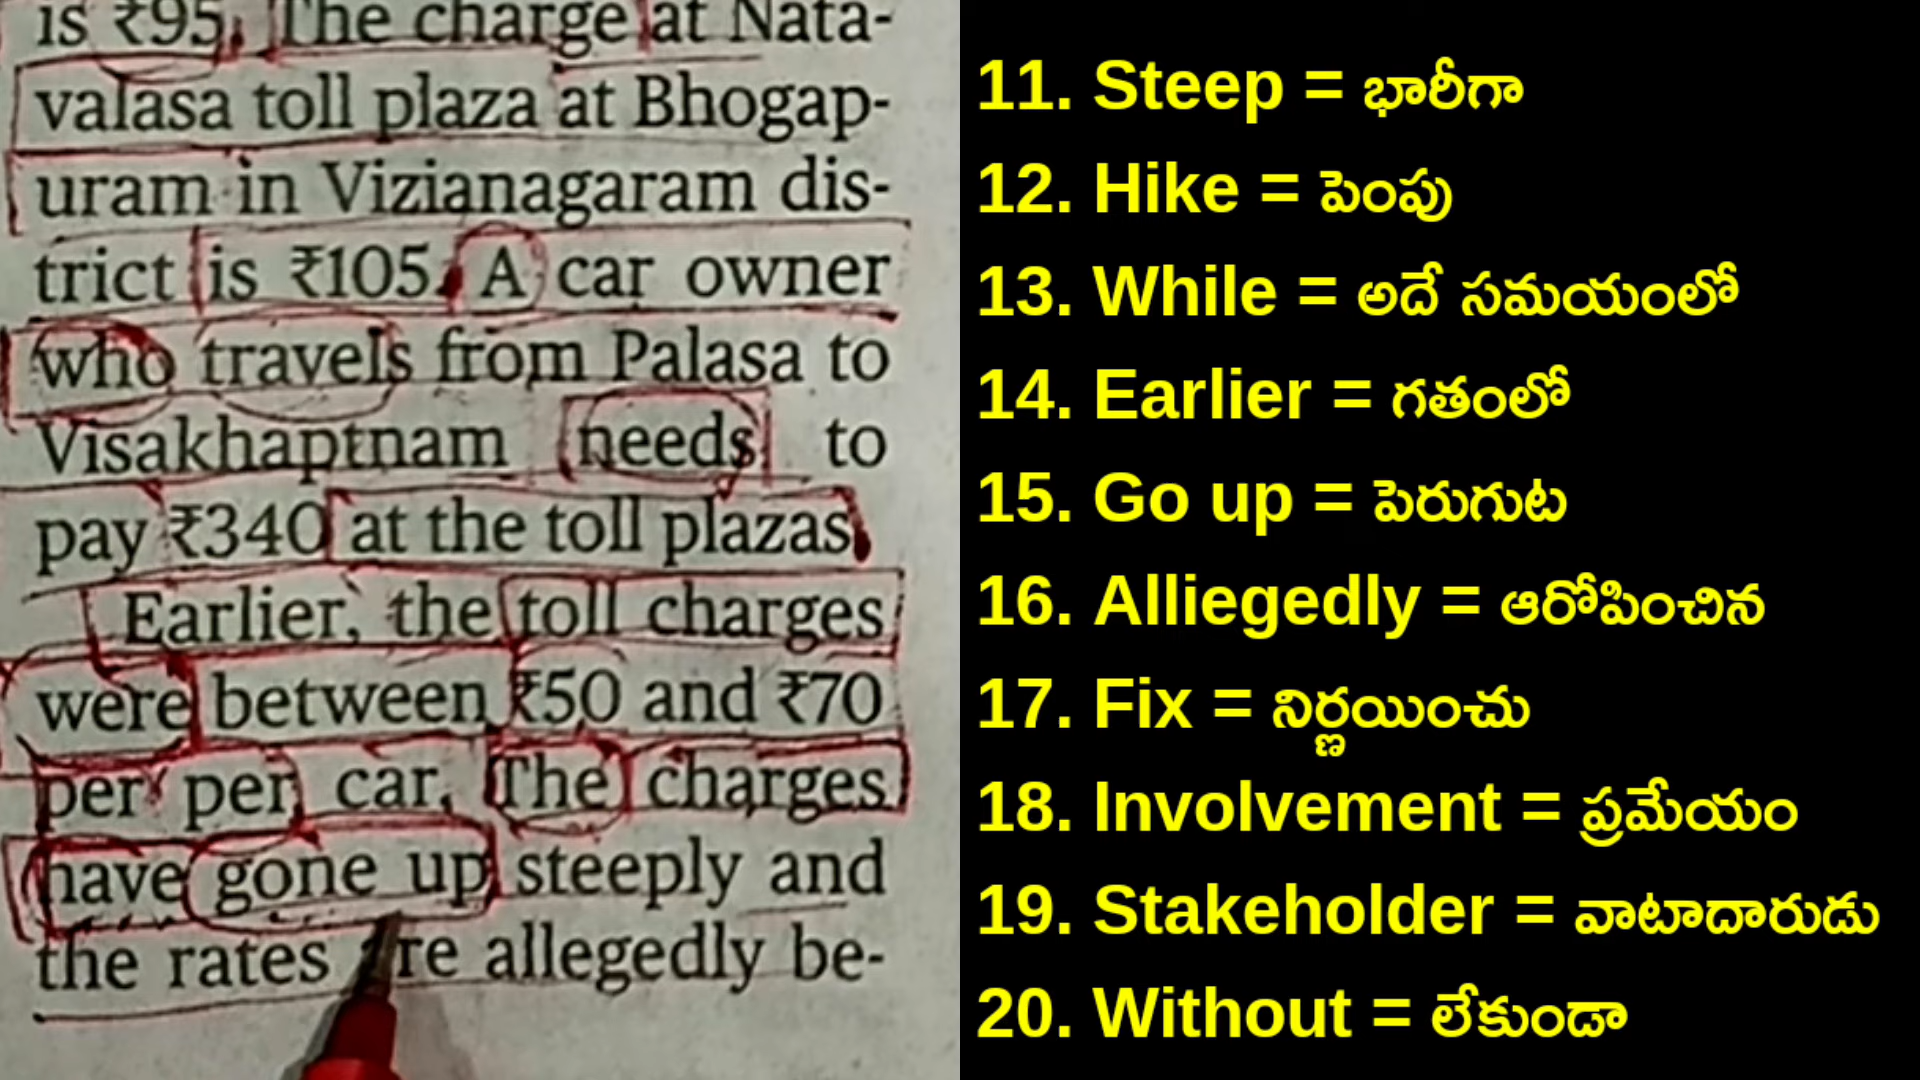 is ₹95. The charge at Nata-
valasa toll plaza at Bhogap-
uram in Vizianagaram dis-
trict is ₹105. A car owner
who travels from Palasa to
Visakhaptnam needs to
pay ₹340 at the toll plazas.
Earlier, the toll charges
were between ₹50 and ₹70
per per car. The charges
have gone up steeply and
the rates are allegedly be-
11. Steep = భారీగా
12. Hike = పెంపు
13. While = అదే సమయంలో
14. Earlier = గతంలో
15. Go up = పెరుగుట
16. Alliegedly = ఆరోపించిన
17. Fix = నిర్ణయించు
18. Involvement = ప్రమేయం
19. Stakeholder = వాటాదారుడు
20. Without = లేకుండా